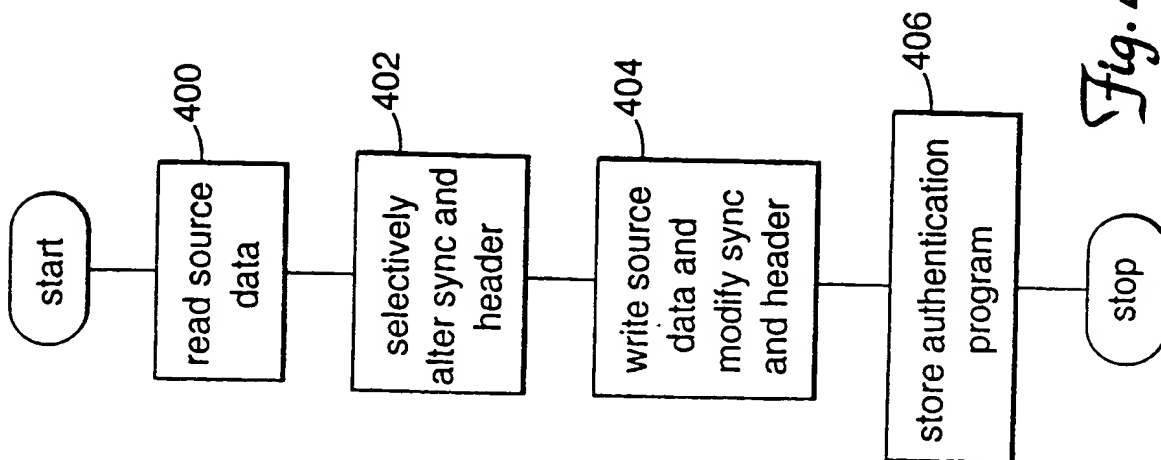 start
400
read source
data
402
selectively
alter sync and
header
404
write source
data and
modify sync
and header
406
store authentication
program
stop
Fig.